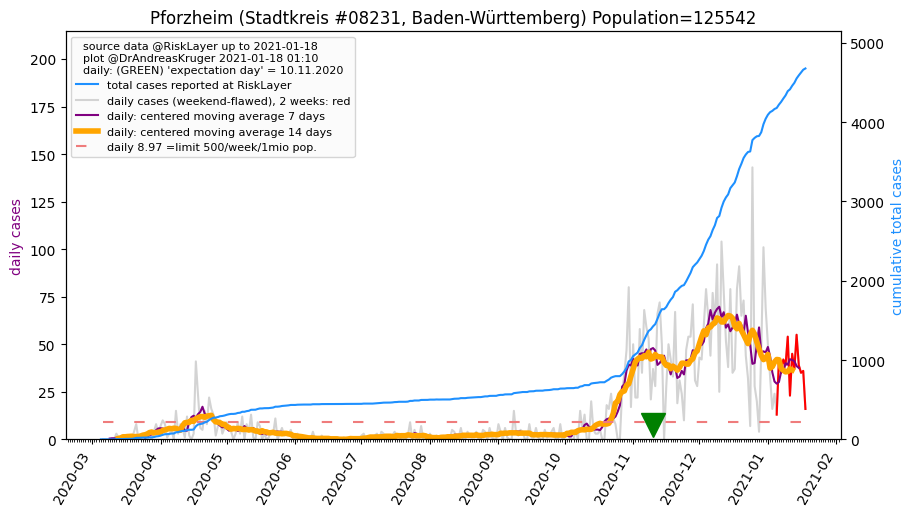 Pforzheim (Stadtkreis #08231, Baden-Württemberg) Population=125542
source data @RiskLayer up to 2021-01-18
plot @DrAndreasKruger 2021-01-18 01:10
daily: (GREEN) 'expectation day' = 10.11.2020
total cases reported at RiskLayer
daily cases (weekend-flawed), 2 weeks: red
daily: centered moving average 7 days
daily: centered moving average 14 days
daily 8.97 =limit 500/week/1mio pop.
daily cases
200
175
150
125
100
75
50
25
0
cumulative total cases
5000
4000
3000
2000
1000
0
2020-03
2020-04
2020-05
2020-06
2020-07
2020-08
2020-09
2020-10
2020-11
2020-12
2021-01
2021-02